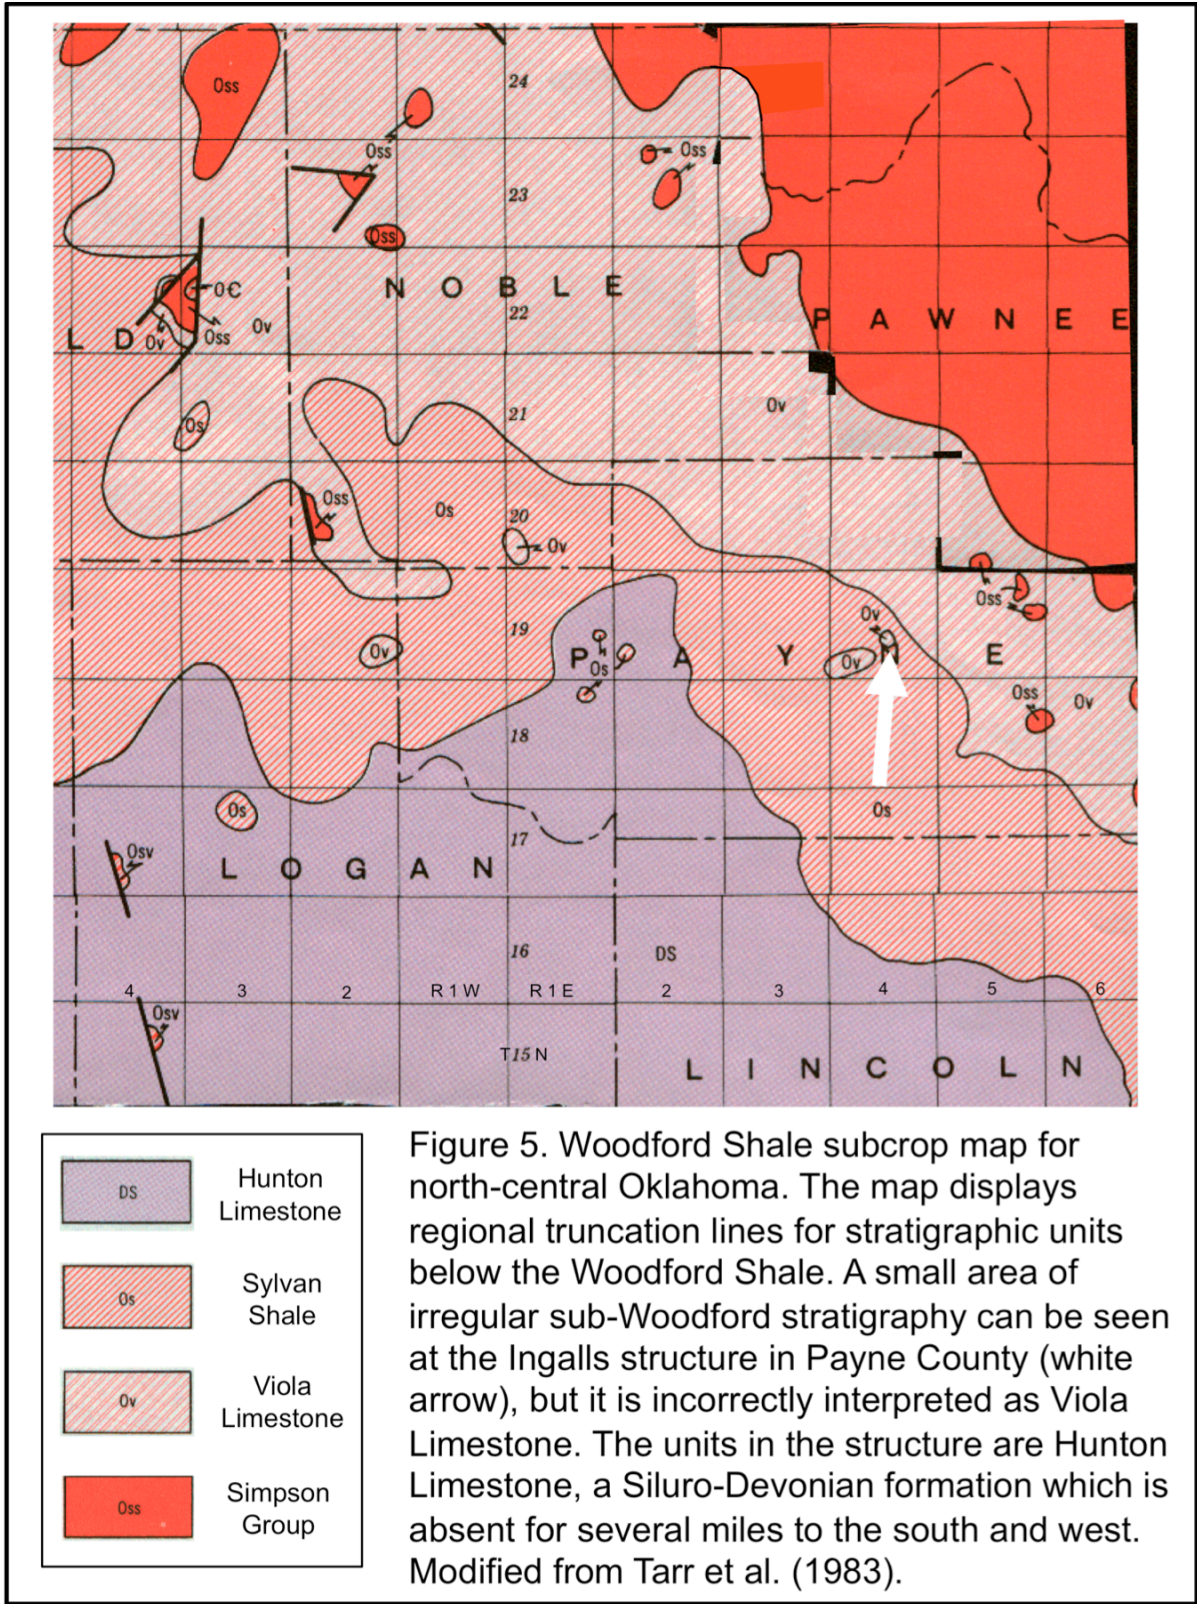 24
Oss
Oss
Oss
23
Oss
N O B L E
O€
22
P A W N E E
L D
Ov
Oss
Ov
21
Ov
Os
Oss
Os
20
Ov
Oss
19
Ov
P A Y N E
Os
Ov
Ov
18
Oss
Ov
Os
Os
17
Osv
L O G A N
16
DS
4 3 2 R 1 W R 1 E 2 3 4 5 6
Osv
T15 N
L I N C O L N
DS
Hunton
Limestone
Os
Sylvan
Shale
Ov
Viola
Limestone
Oss
Simpson
Group
Figure 5. Woodford Shale subcrop map for
north-central Oklahoma. The map displays
regional truncation lines for stratigraphic units
below the Woodford Shale. A small area of
irregular sub-Woodford stratigraphy can be seen
at the Ingalls structure in Payne County (white
arrow), but it is incorrectly interpreted as Viola
Limestone. The units in the structure are Hunton
Limestone, a Siluro-Devonian formation which is
absent for several miles to the south and west.
Modified from Tarr et al. (1983).